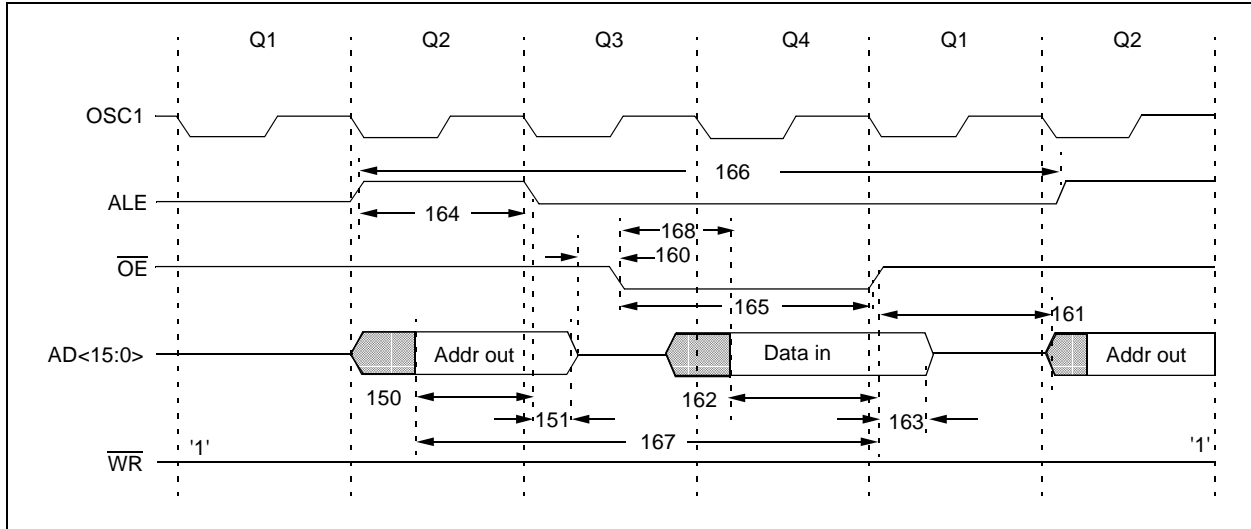 Q1 Q2 Q3 Q4 Q1 Q2
OSC1
166
ALE
164
168
160
OE
165
161
AD<15:0> Addr out Data in Addr out
150 162
151 163
167
'1' '1'
WR